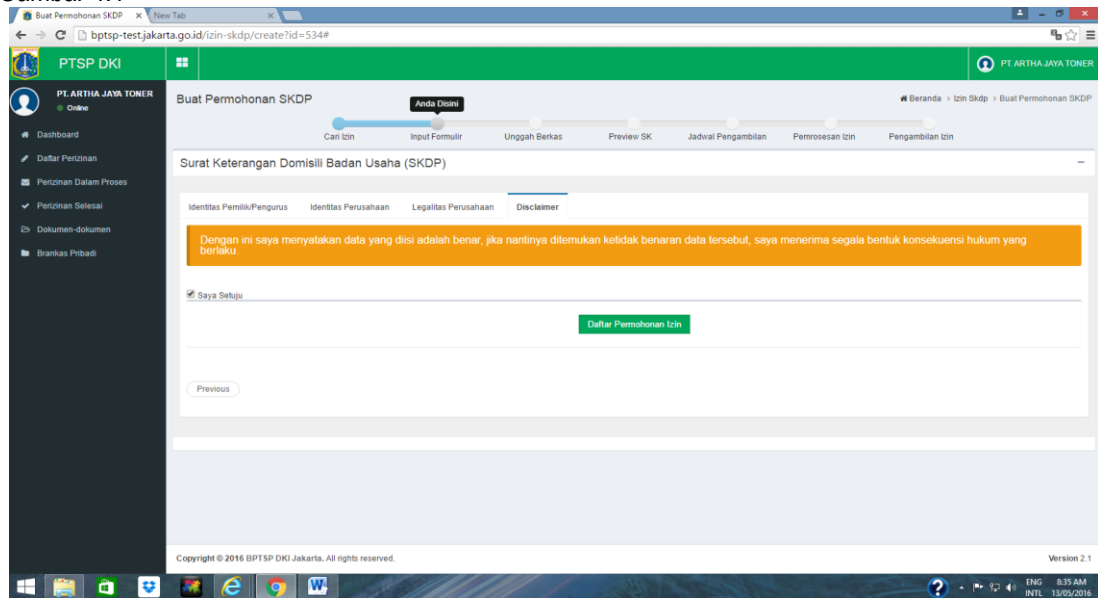 Buat Permohonan SKDP
New Tab
bptsp-test.jakarta.go.id/izin-skdp/create?id=534#
PTSP DKI
PT. ARTHA JAYA TONER
PT. ARTHA JAYA TONER
Online
Dashboard
Daftar Perizinan
Perizinan Dalam Proses
Perizinan Selesai
Dokumen-dokumen
Brankas Pribadi
Buat Permohonan SKDP
Beranda > Izin Skdp > Buat Permohonan SKDP
Anda Disini
Cari Izin Input Formulir Unggah Berkas Preview SK Jadwal Pengambilan Pemrosesan Izin Pengambilan Izin
Surat Keterangan Domisili Badan Usaha (SKDP)
Identitas Pemilik/Pengurus Identitas Perusahaan Legalitas Perusahaan Disclaimer
Dengan ini saya menyatakan data yang diisi adalah benar, jika nantinya ditemukan ketidak benaran data tersebut, saya menerima segala bentuk konsekuensi hukum yang
berlaku.
Saya Setuju
Daftar Permohonan Izin
Previous
Copyright © 2016 BPTSP DKI Jakarta. All rights reserved.
Version 2.1
ENG 8:35 AM
INTL 13/05/2016